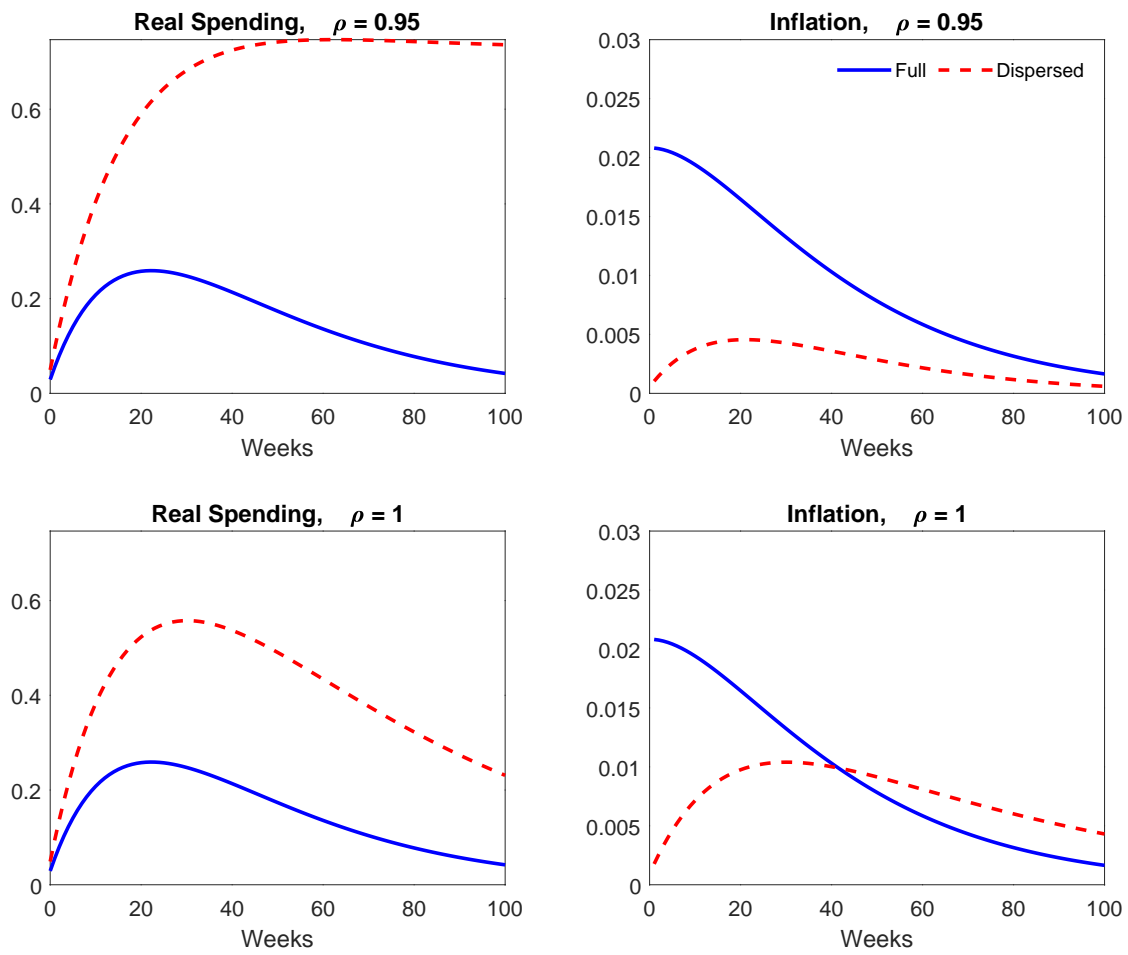 Real Spending, ρ = 0.95
0.6
0.4
0.2
0
0 20 40 60 80 100
Weeks
Inflation, ρ = 0.95
Full Dispersed
0.03
0.025
0.02
0.015
0.01
0.005
0
0 20 40 60 80 100
Weeks
Real Spending, ρ = 1
0.6
0.4
0.2
0
0 20 40 60 80 100
Weeks
Inflation, ρ = 1
0.03
0.025
0.02
0.015
0.01
0.005
0
0 20 40 60 80 100
Weeks